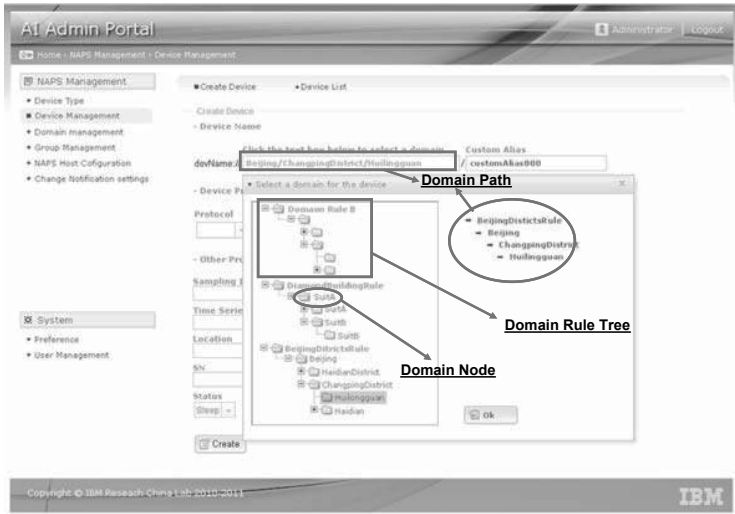 AI Admin Portal
Administrator | Logout
Home › NAPS Management › Device Management
NAPS Management
Device Type
Device Management
Domain management
Group Management
NAPS Host Cofiguration
Change Notification settings
System
Preference
User Management
Create Device
Device List
Create Device
- Device Name
Click the text box below to select a domain
Custom Alias
devName:/
Beijing/ChangpingDistrict/Huilingguan
/
customAlias000
Domain Path
Select a domain for the device
X
- Device
Protocol
- Other
Sampling
Time Serie
Location
SN
Status
Sleep
Create
Domawn Rule B
DiamondBuildingRule
SuitA
SuitA
SuitB
SuitB
BeijingDitrictsRule
Beijing
HaidianDistrict
ChangpingDistrict
Huilongguan
Haidian
BeijingDistictsRule
Beijing
ChangpingDistrict
Huilingguan
Domain Rule Tree
Domain Node
Ok
Copyright © IBM Reseach China Lab 2010-2011
IBM